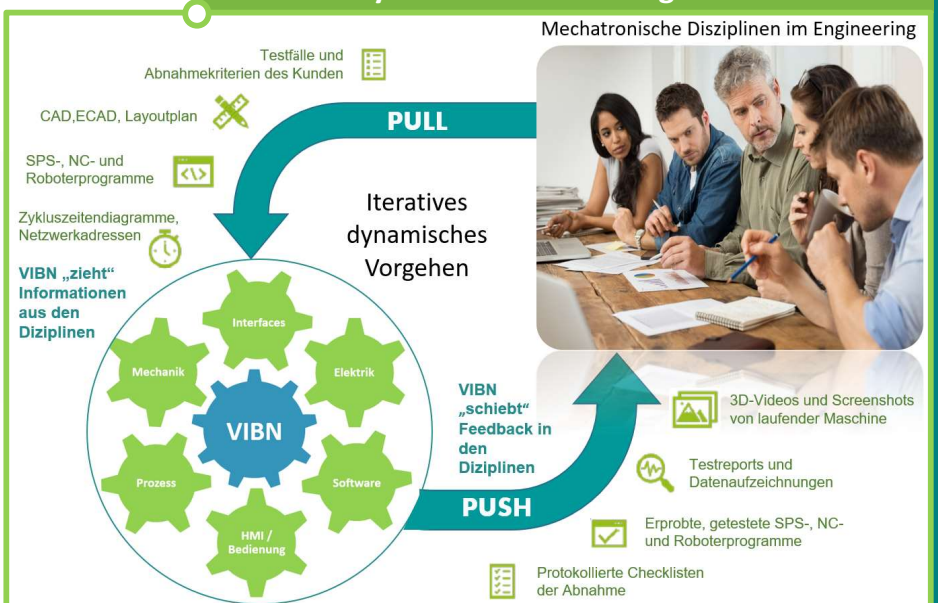 Mechatronische Disziplinen im Engineering
Testfälle und
Abnahmekriterien des Kunden
CAD,ECAD, Layoutplan
SPS-, NC- und
Roboterprogramme
Zykluszeitendiagramme,
Netzwerkadressen
VIBN „zieht“
Informationen
aus den
Diziplinen
PULL
Iteratives
dynamisches
Vorgehen
Interfaces
Mechanik
Elektrik
VIBN
Prozess
Software
HMI /
Bedienung
VIBN
„schiebt“
Feedback in
den
Diziplinen
PUSH
3D-Videos und Screenshots
von laufender Maschine
Testreports und
Datenaufzeichnungen
Erprobte, getestete SPS-, NC-
und Roboterprogramme
Protokollierte Checklisten
der Abnahme